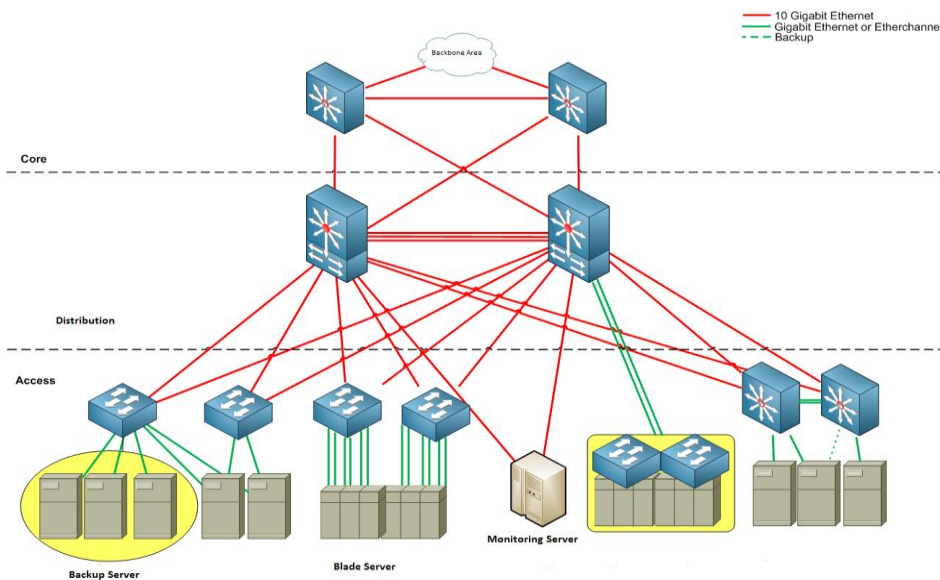 10 Gigabit Ethernet
Gigabit Ethernet or Etherchanne
Backup
Backbone Area
Core
Distribution
Access
Backup Server
Blade Server
Monitoring Server